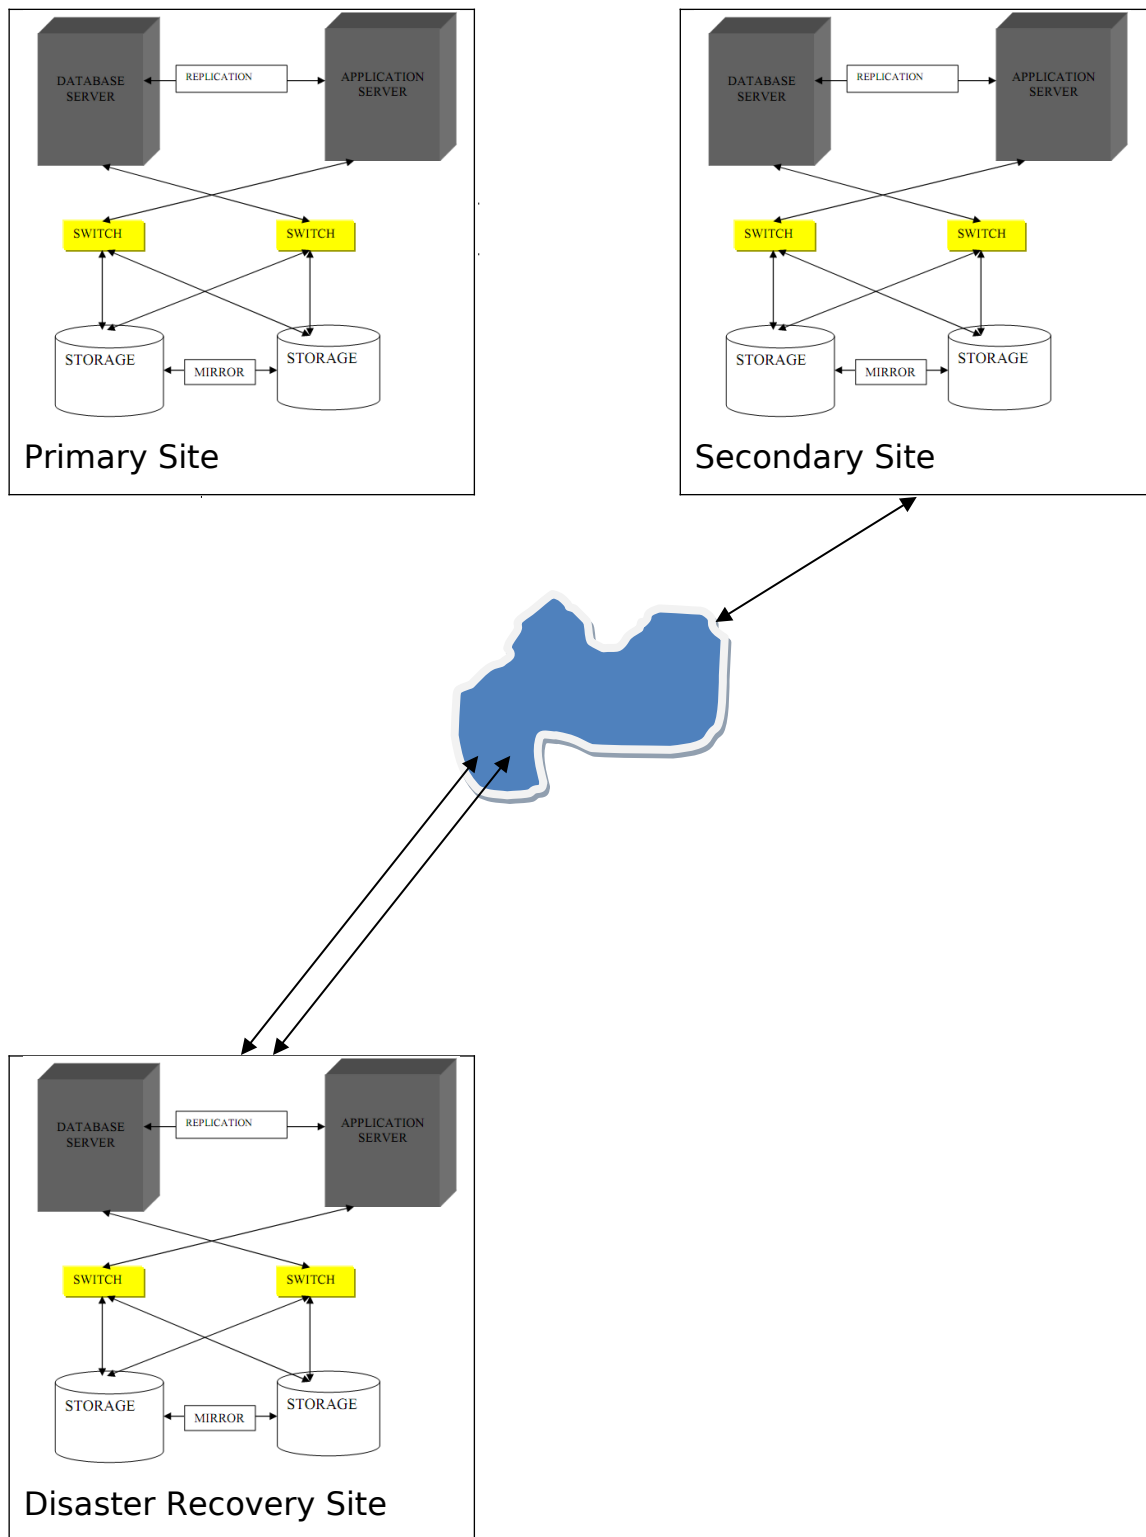 DATABASE
SERVER
REPLICATION
APPLICATION
SERVER
SWITCH
SWITCH
STORAGE
MIRROR
STORAGE
Primary Site
DATABASE
SERVER
REPLICATION
APPLICATION
SERVER
SWITCH
SWITCH
STORAGE
MIRROR
STORAGE
Secondary Site
DATABASE
SERVER
REPLICATION
APPLICATION
SERVER
SWITCH
SWITCH
STORAGE
MIRROR
STORAGE
Disaster Recovery Site